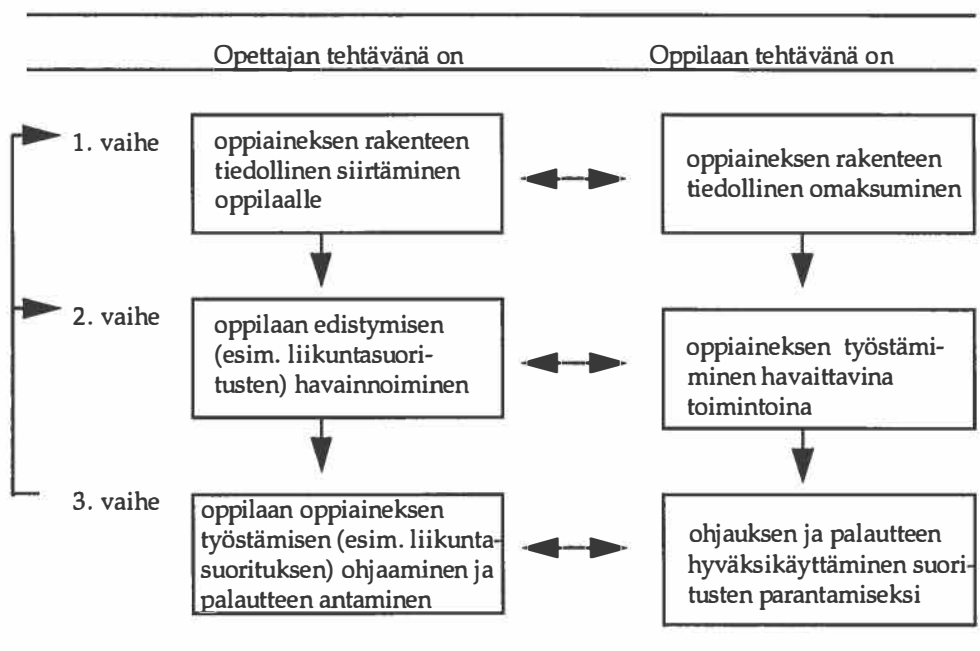 Opettajan tehtävänä on
Oppilaan tehtävänä on
1. vaihe
oppiaineksen rakenteen
tiedollinen siirtäminen
oppilaalle
oppiaineksen rakenteen
tiedollinen omaksuminen
2. vaihe
oppilaan edistymisen
(esim. liikuntasuori-
tusten) havainnoiminen
oppiaineksen työstämi-
minen havaittavina
toimintoina
3. vaihe
oppilaan oppiaineksen
työstämisen (esim. liikunta-
suorituksen) ohjaaminen ja
palautteen antaminen
ohjauksen ja palautteen
hyväksikäyttäminen suori-
tusten parantamiseksi